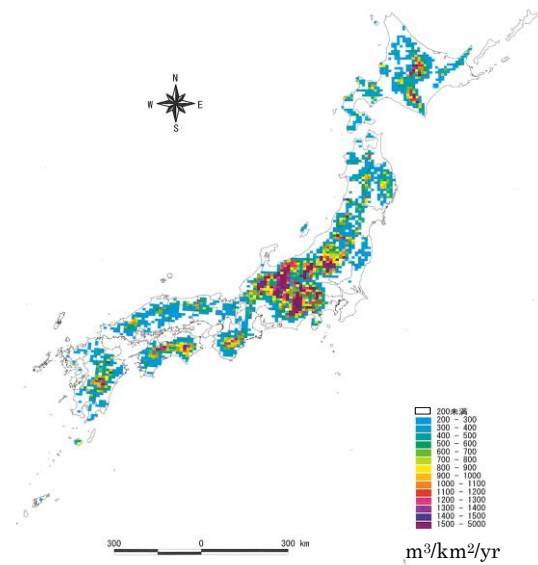 N
W E
S
200未満
200 - 300
300 - 400
400 - 500
500 - 600
600 - 700
700 - 800
800 - 900
900 - 1000
1000 - 1100
1100 - 1200
1200 - 1300
1300 - 1400
1400 - 1500
1500 - 5000
300 0 300 km
m³/km²/yr